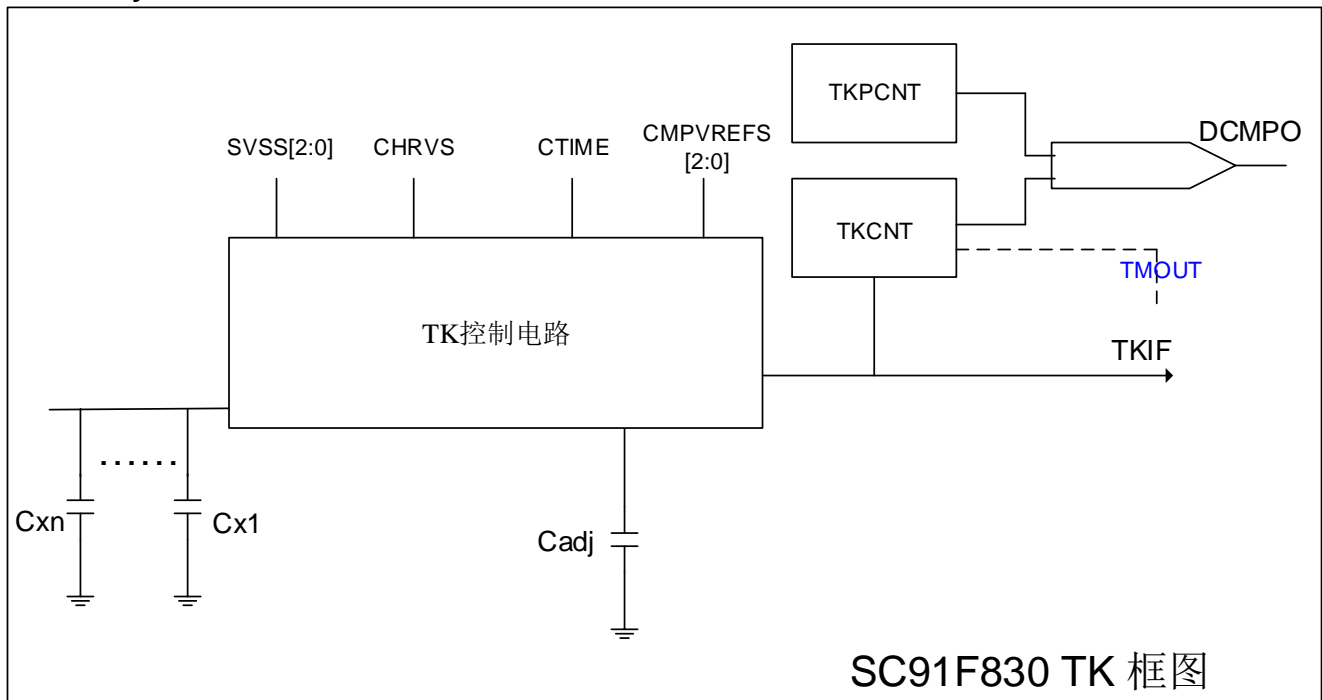 TKPCNT
SVSS[2:0]
CHRVS
CTIME
CMPVREFS
[2:0]
DCMPO
TKCNT
TMOUT
TK控制电路
TKIF
......
Cxn
Cx1
Cadj
SC91F830 TK 框图